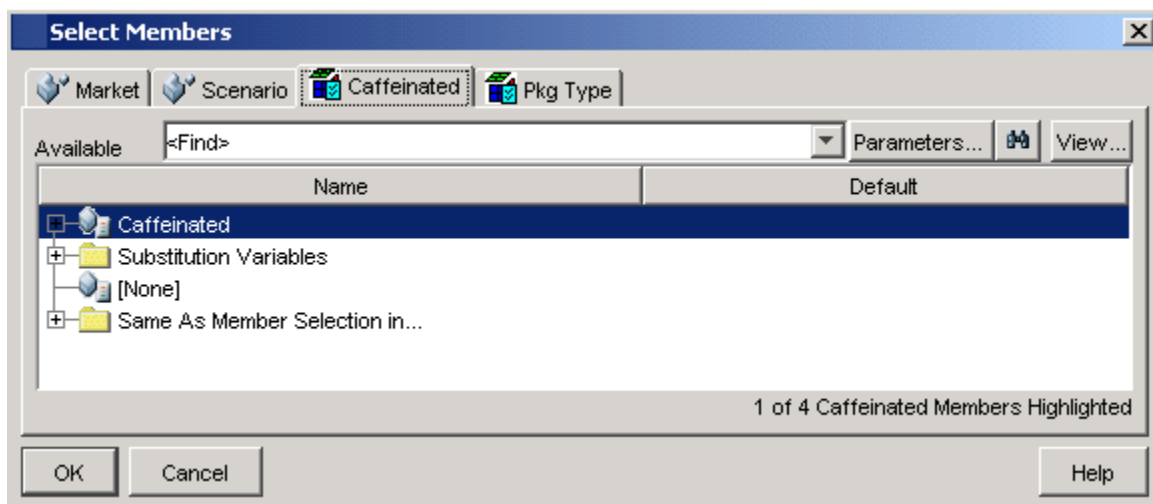 Select Members
Market Scenario Caffeinated Pkg Type
Available <Find> Parameters... View...
Name Default
Caffeinated
Substitution Variables
[None]
Same As Member Selection in...
1 of 4 Caffeinated Members Highlighted
OK Cancel Help